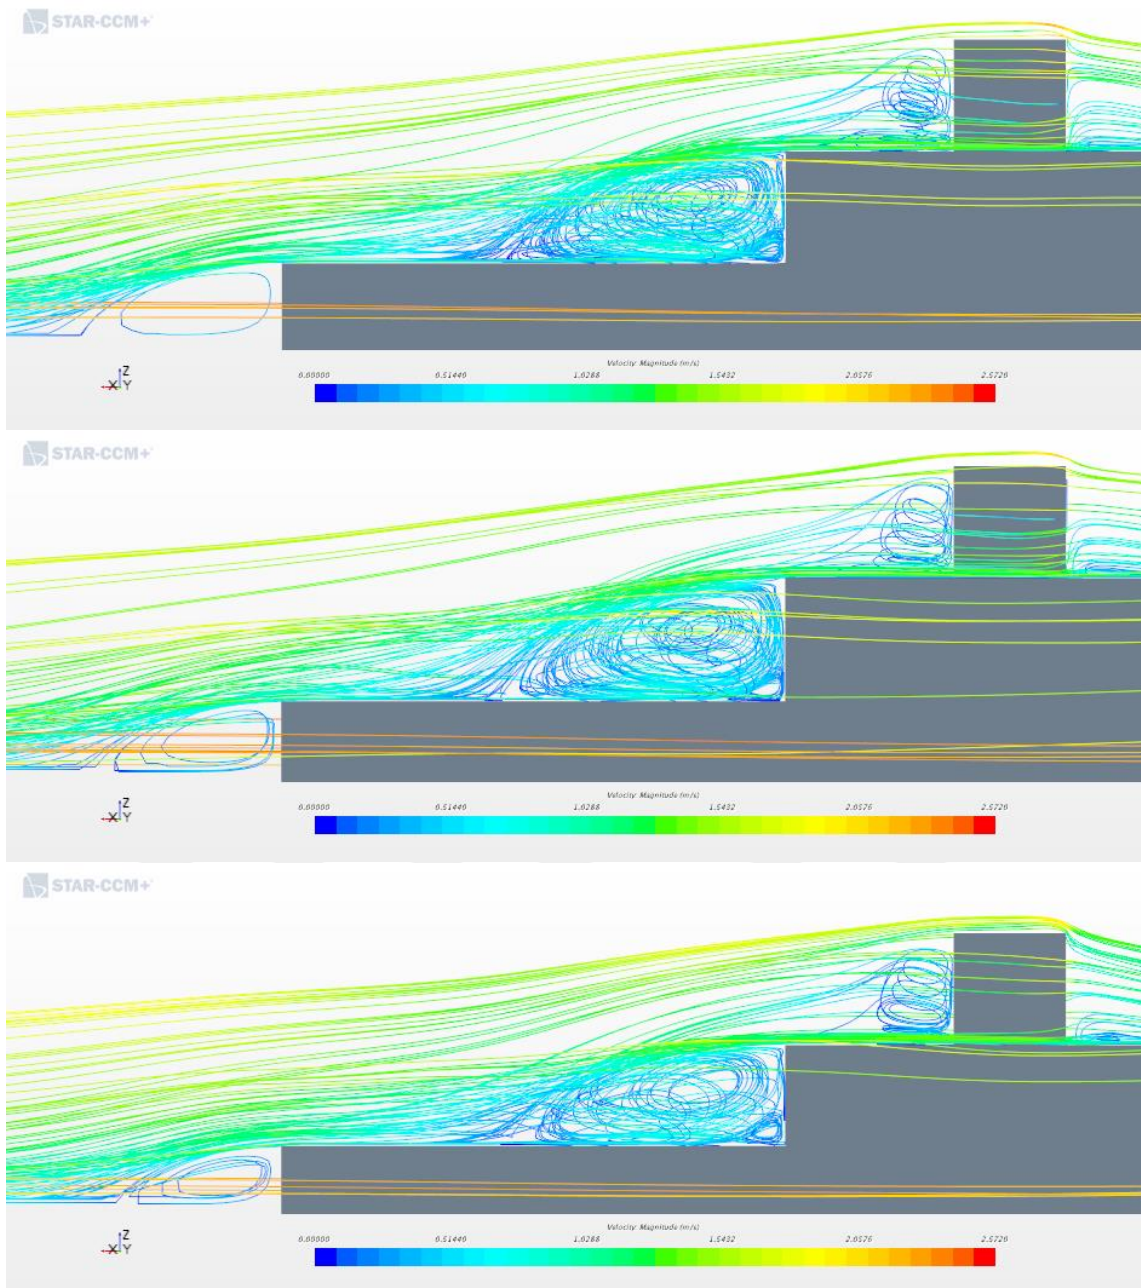 STAR-CCM+
Velocity: Magnitude (m/s)
0.00000 0.51440 1.0288 1.5432 2.0576 2.5720
Z
X Y
STAR-CCM+
Velocity: Magnitude (m/s)
0.00000 0.51440 1.0288 1.5432 2.0576 2.5720
Z
X Y
STAR-CCM+
Velocity: Magnitude (m/s)
0.00000 0.51440 1.0288 1.5432 2.0576 2.5720
Z
X Y